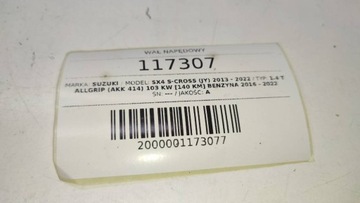 WAŁ NAPĘDOWY
117307
MARKA: SUZUKI / MODEL: SX4 S-CROSS (JY) 2013 - 2022 / TYP: 1.4 T
ALLGRIP (AKK 414) 103 KW [140 KM] BENZYNA 2015 - 2022
SN: --- / JAKOŚĆ: A
2000001173077